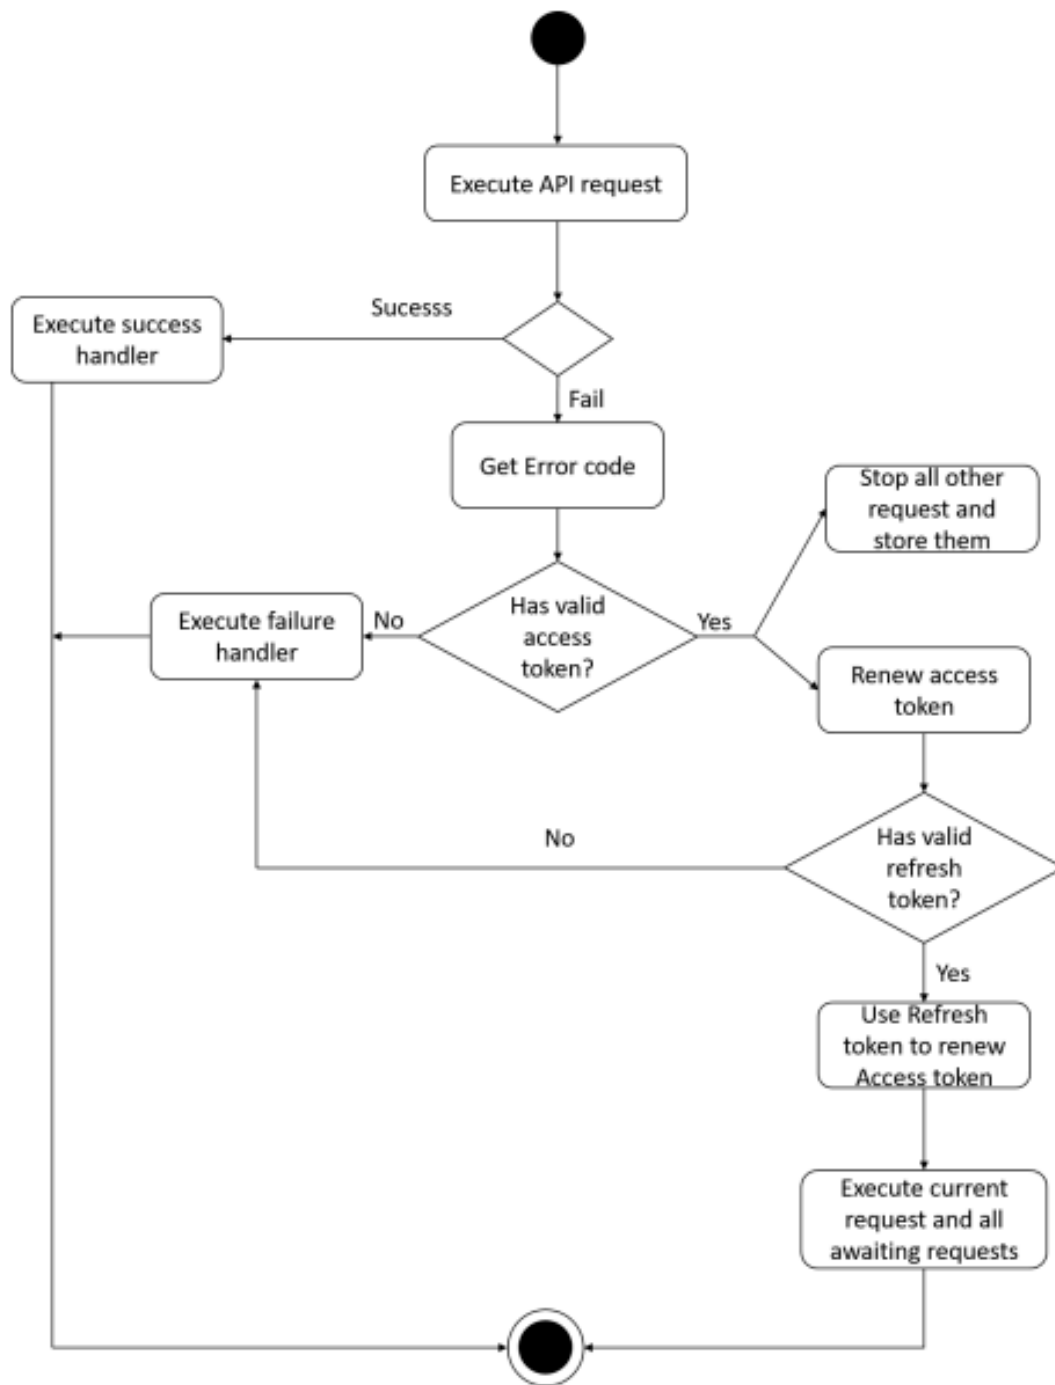 Execute API request
Sucesss
Execute success
handler
Fail
Get Error code
Stop all other
request and
store them
Has valid
access
token?
No
Yes
Execute failure
handler
Renew access
token
No
Has valid
refresh
token?
Yes
Use Refresh
token to renew
Access token
Execute current
request and all
awaiting requests